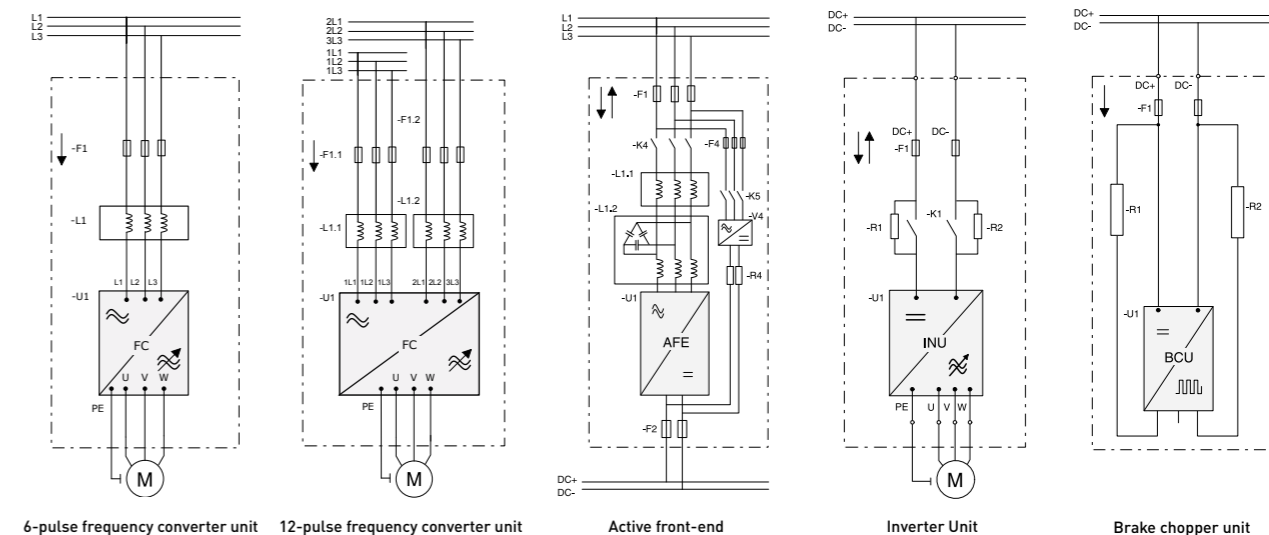 L1
L2
L3
-F1
-L1
L1 L2 L3
-U1
FC
U V W
PE
M
6-pulse frequency converter unit
2L1
2L2
3L3
1L1
1L2
1L3
-F1.2
-F1.1
-L1.2
-L1.1
1L1 1L2 1L3 2L1 2L2 3L3
-U1
FC
U V W
PE
M
12-pulse frequency converter unit
L1
L2
L3
-F1
-K4
-F4
-L1.1
-K5
-L1.2
-V4
-R4
-U1
AFE
-F2
DC+
DC-
Active front-end
DC+
DC-
DC+ DC-
-F1
-K1
-R1
-R2
-U1
INU
PE U V W
M
Inverter Unit
DC+
DC-
DC+ DC-
-F1
-R1
-R2
-U1
BCU
Brake chopper unit